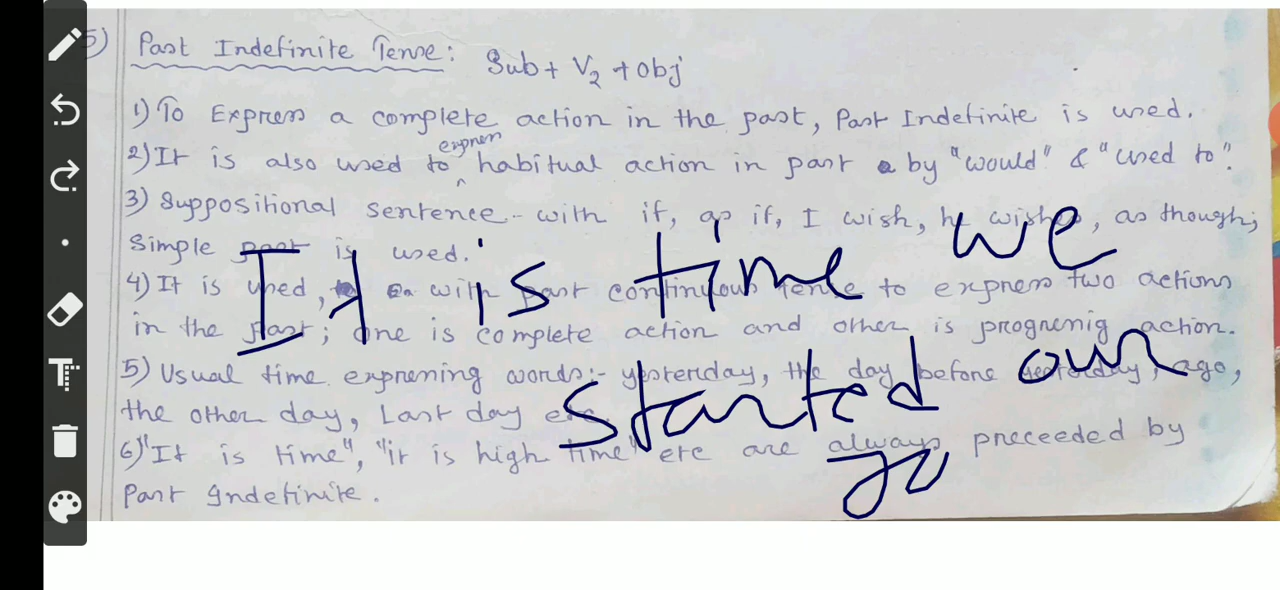 5) Past Indefinite Tense: Sub + V2 + Obj
1) To Express a complete action in the past, Past Indefinite is used.
2) It is also used to express habitual action in past by "would" & "used to".
3) Suppositional sentence - with if, as if, I wish, he wishes, as though;
Simple past is used.
4) It is used, with past continuous tense to express two actions
in the past; one is complete action and other is progrenig action.
5) Usual time expressing words:- yesterday, the day before yesterday, ago,
the other day, Last day etc.
6) "It is time", "it is high time" etc are always preceeded by
Past Indefinite.
It is time we
started our